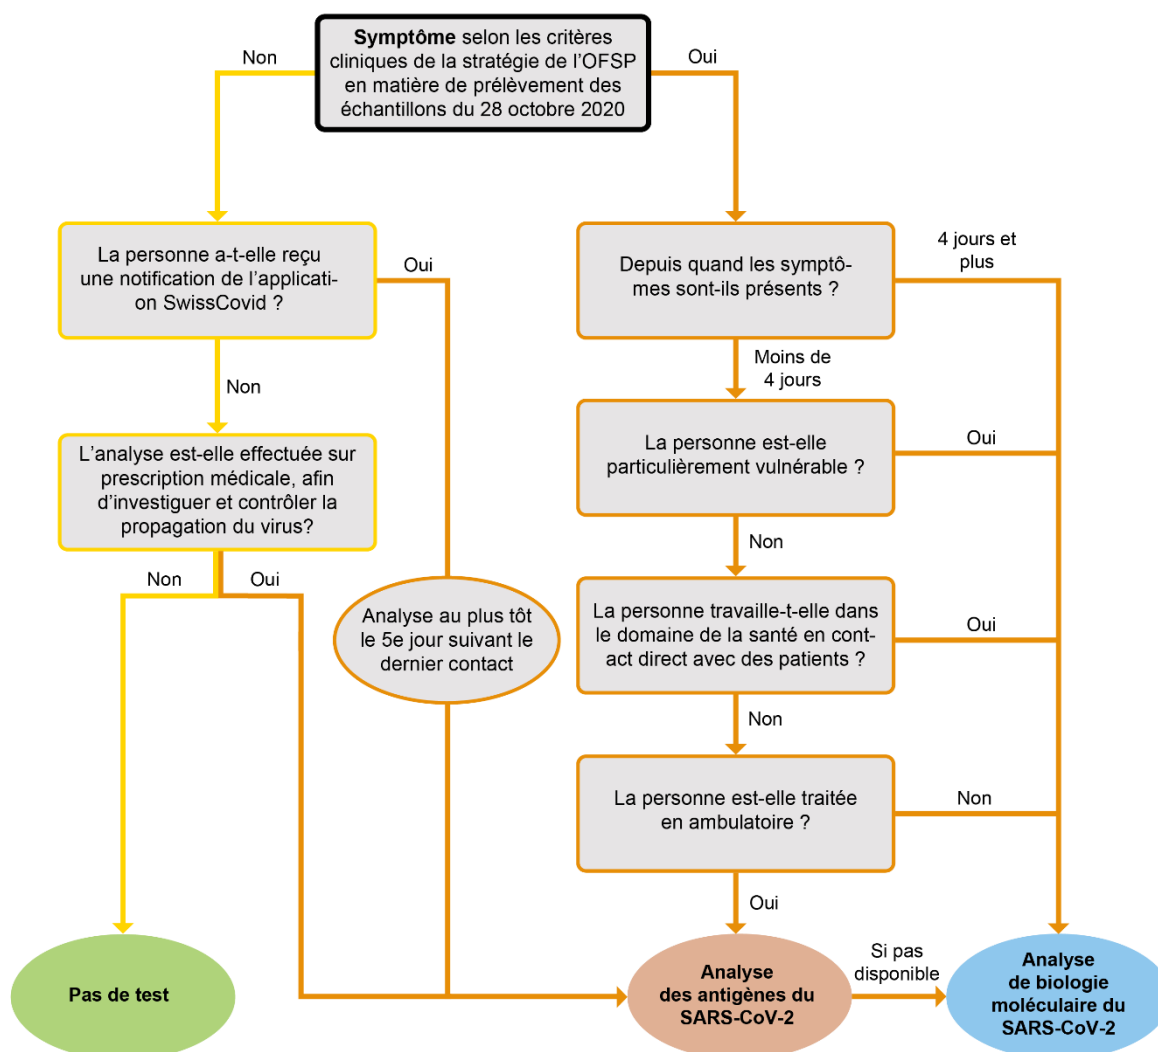 Symptôme selon les critères
cliniques de la stratégie de l'OFSP
en matière de prélèvement des
échantillons du 28 octobre 2020
Non
Oui
La personne a-t-elle reçu
une notification de l'applicati-
on SwissCovid ?
Oui
Non
L'analyse est-elle effectuée sur
prescription médicale, afin
d'investiguer et contrôler la
propagation du virus?
Non
Oui
Analyse au plus tôt
le 5e jour suivant le
dernier contact
Depuis quand les symptô-
mes sont-ils présents ?
4 jours et
plus
Moins de
4 jours
La personne est-elle
particulièrement vulnérable ?
Oui
Non
La personne travaille-t-elle dans
le domaine de la santé en cont-
act direct avec des patients ?
Oui
Non
La personne est-elle traitée
en ambulatoire ?
Non
Oui
Pas de test
Analyse
des antigènes du
SARS-CoV-2
Si pas
disponible
Analyse
de biologie
moléculaire du
SARS-CoV-2